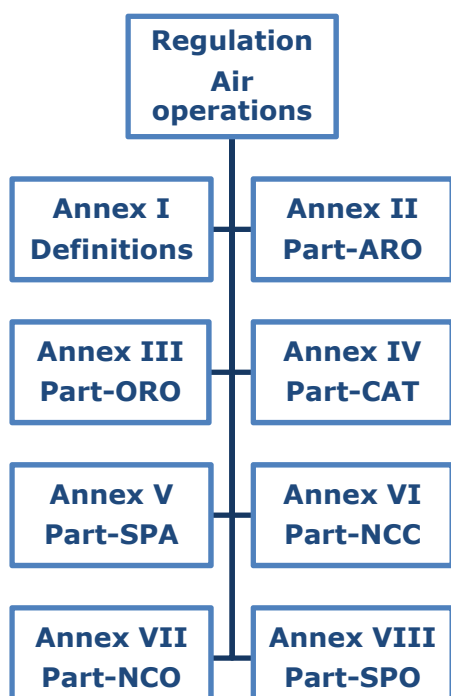 Regulation
Air
operations
Annex I
Definitions
Annex II
Part-ARO
Annex III
Part-ORO
Annex IV
Part-CAT
Annex V
Part-SPA
Annex VI
Part-NCC
Annex VII
Part-NCO
Annex VIII
Part-SPO